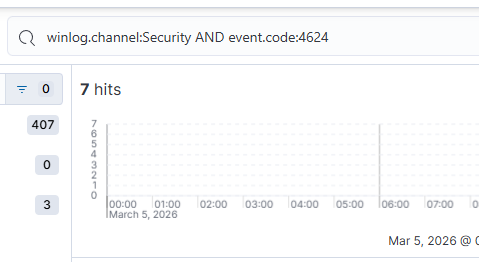 winlog.channel:Security AND event.code:4624
0
7 hits
407
0
3
7
6
5
4
3
2
1
0
00:00 01:00 02:00 03:00 04:00 05:00 06:00 07:00
March 5, 2026
Mar 5, 2026 @ 0